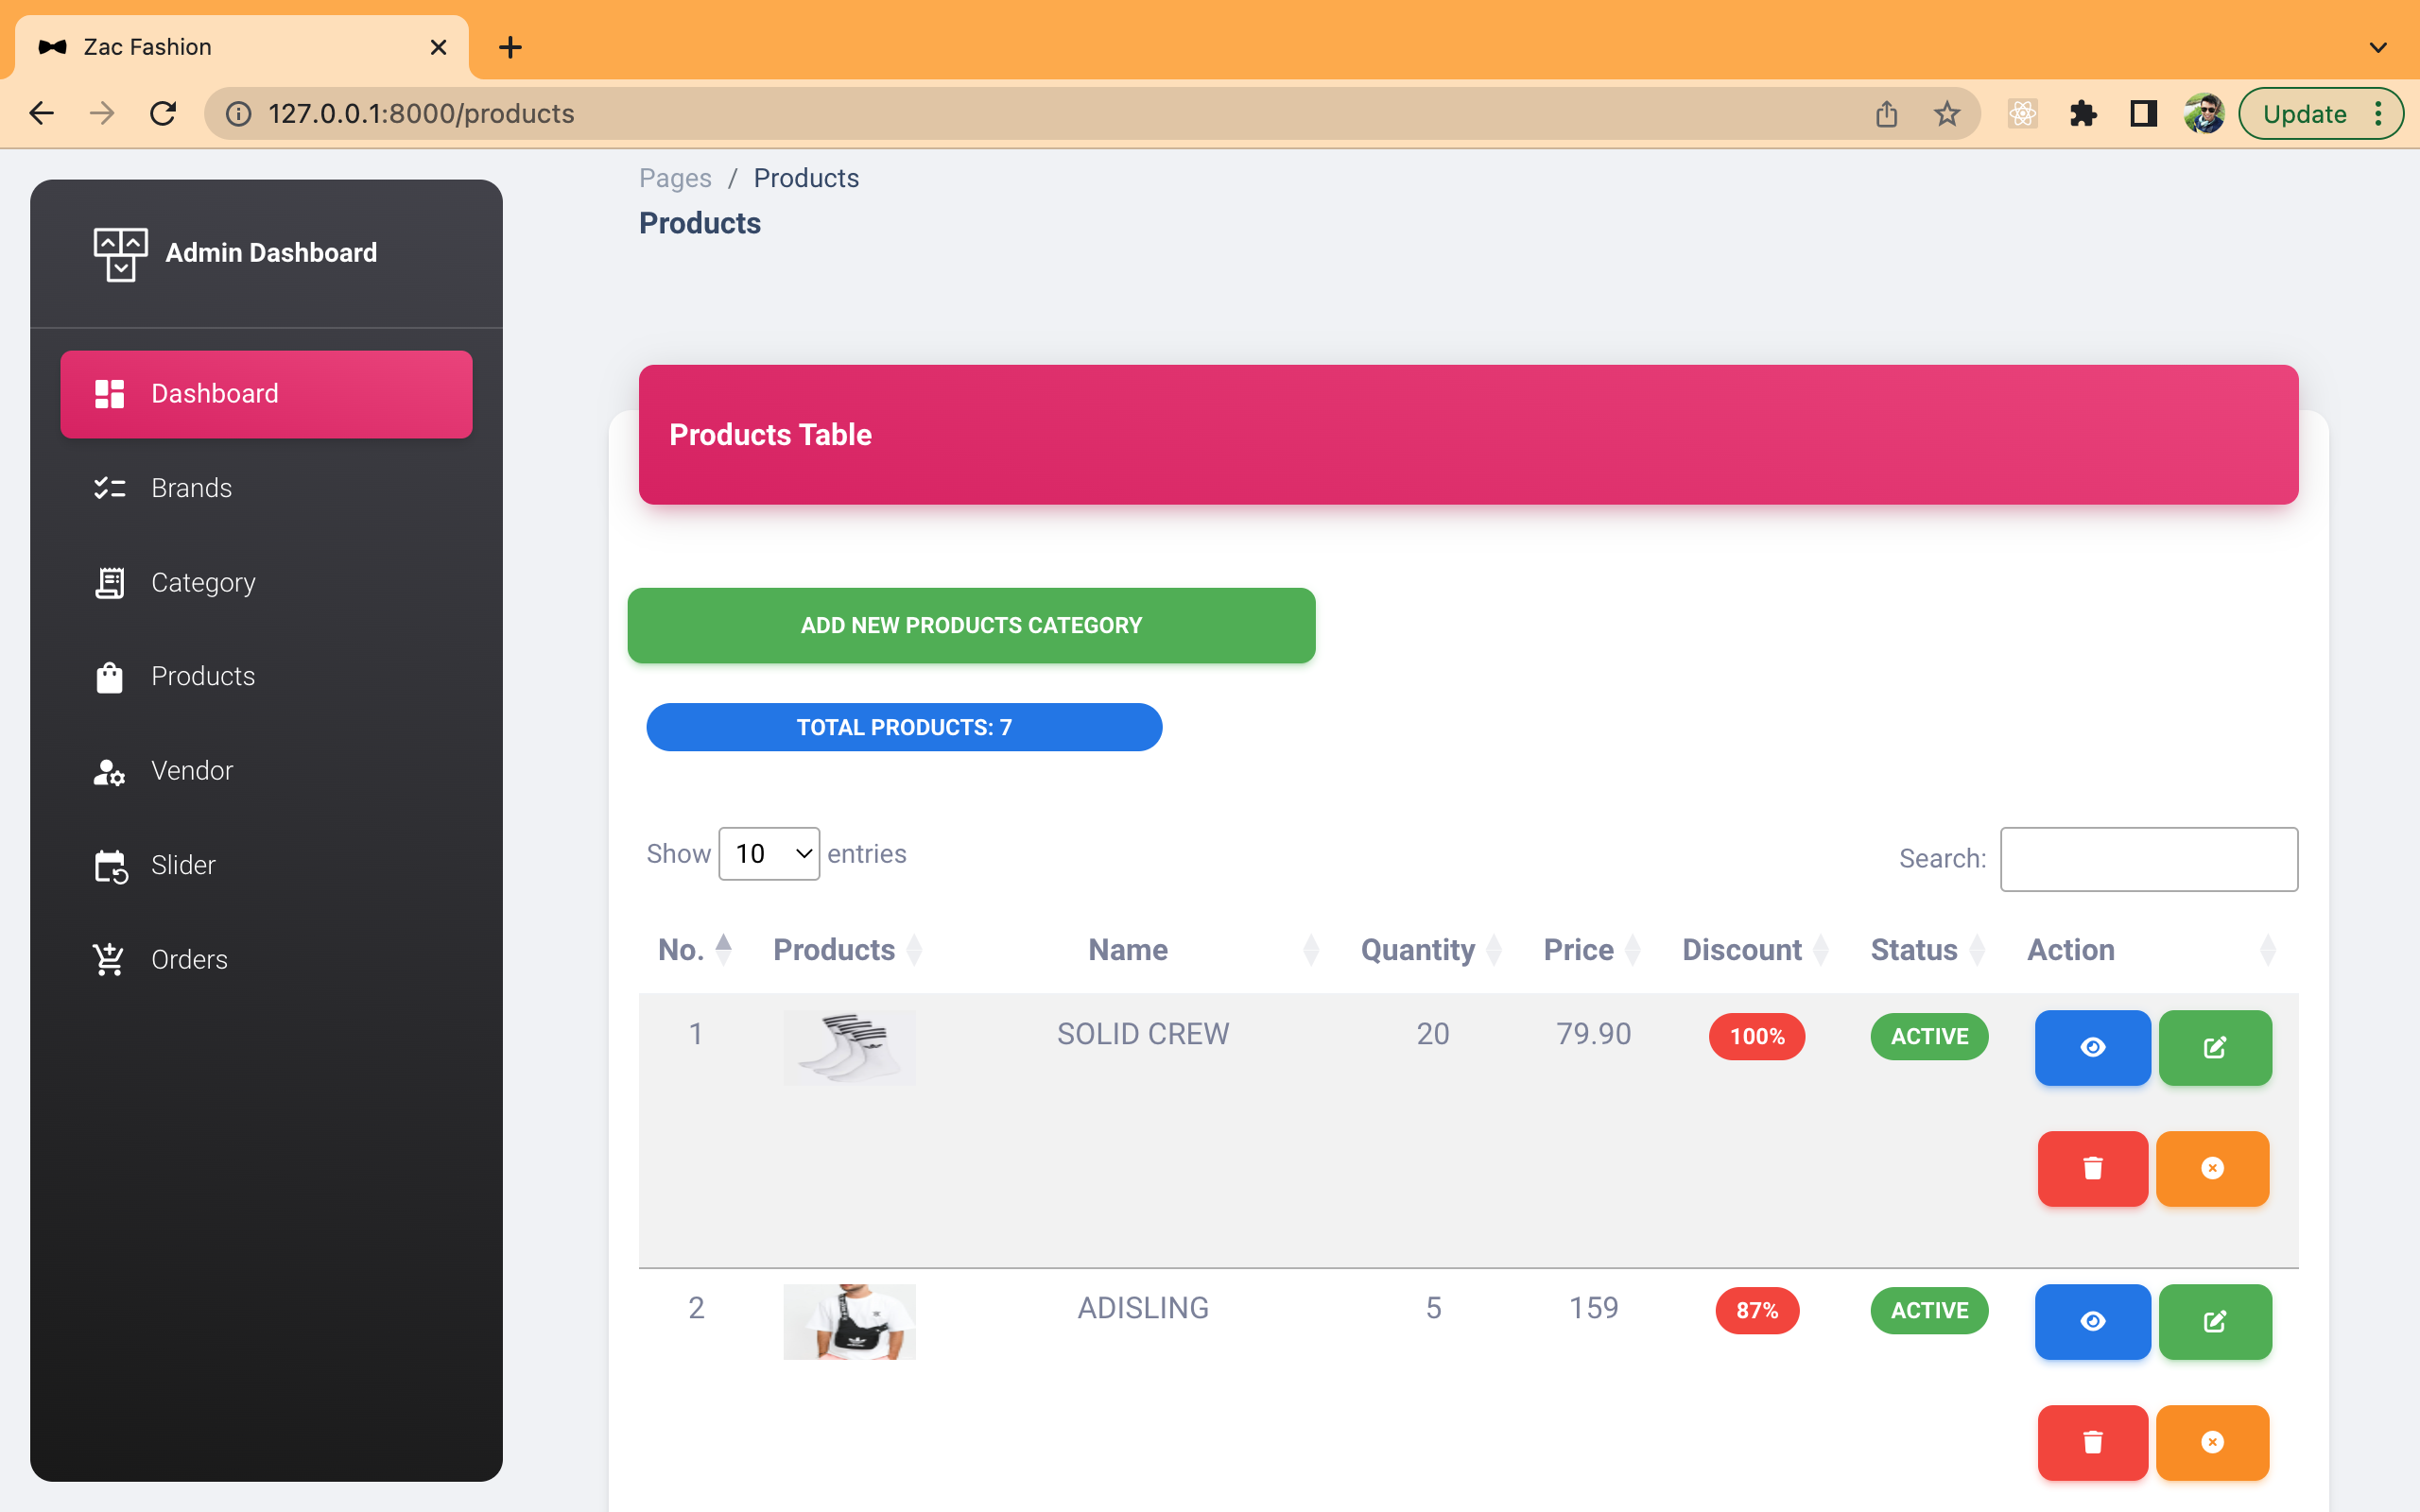 Zac Fashion
127.0.0.1:8000/products
Update
Pages / Products
Products
Admin Dashboard
Dashboard
Brands
Category
Products
Vendor
Slider
Orders
Products Table
ADD NEW PRODUCTS CATEGORY
TOTAL PRODUCTS: 7
Show 10 entries
Search:
No. Products Name Quantity Price Discount Status Action
1 SOLID CREW 20 79.90 100% ACTIVE
2 ADISLING 5 159 87% ACTIVE